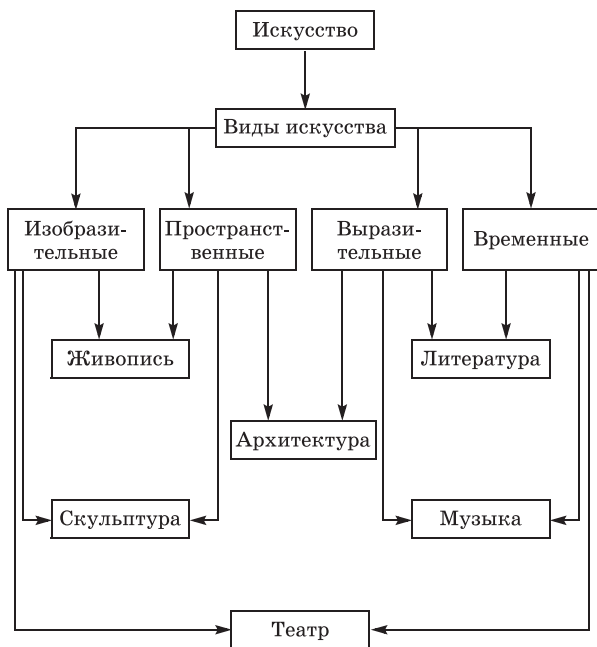 Искусство
Виды искусства
Изобрази-
тельные
Пространст-
венные
Вырази-
тельные
Временные
Живопись
Литература
Архитектура
Скульптура
Музыка
Театр